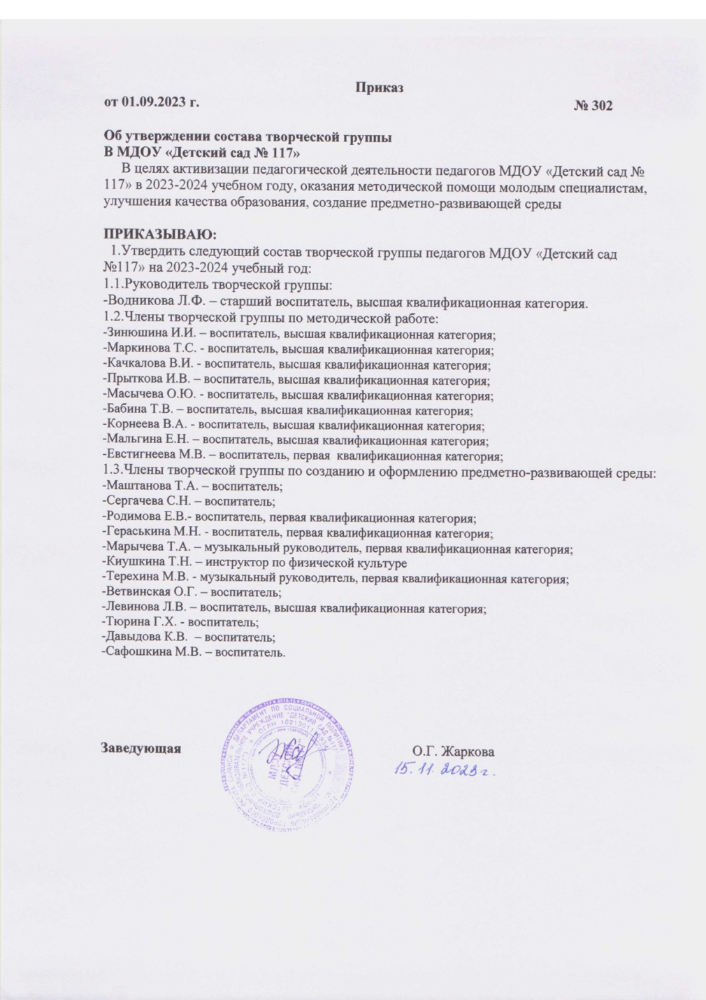 Приказ
от 01.09.2023 г.
№ 302
Об утверждении состава творческой группы
В МДОУ «Детский сад № 117»
В целях активизации педагогической деятельности педагогов МДОУ «Детский сад №
117» в 2023-2024 учебном году, оказания методической помощи молодым специалистам,
улучшения качества образования, создание предметно-развивающей среды
ПРИКАЗЫВАЮ:
1.Утвердить следующий состав творческой группы педагогов МДОУ «Детский сад
№117» на 2023-2024 учебный год:
1.1.Руководитель творческой группы:
-Водникова Л.Ф. – старший воспитатель, высшая квалификационная категория.
1.2.Члены творческой группы по методической работе:
-Зинюшина И.И. – воспитатель, высшая квалификационная категория;
-Маркинова Т.С. - воспитатель, высшая квалификационная категория;
-Качкалова В.И. - воспитатель, высшая квалификационная категория;
-Прыткова И.В. – воспитатель, высшая квалификационная категория;
-Масычева О.Ю. - воспитатель, высшая квалификационная категория;
-Бабина Т.В. – воспитатель, высшая квалификационная категория;
-Корнеева В.А. - воспитатель, высшая квалификационная категория;
-Мальгина Е.Н. – воспитатель, высшая квалификационная категория;
-Евстигнеева М.В. – воспитатель, первая  квалификационная категория;
1.3.Члены творческой группы по созданию и оформлению предметно-развивающей среды:
-Маштанова Т.А. – воспитатель;
-Сергачева С.Н. – воспитатель;
-Родимова Е.В.- воспитатель, первая квалификационная категория;
-Гераськина М.Н. - воспитатель, первая квалификационная категория;
-Марычева Т.А. – музыкальный руководитель, первая квалификационная категория;
-Киушкина Т.Н. – инструктор по физической культуре
-Терехина М.В. - музыкальный руководитель, первая квалификационная категория;
-Ветвинская О.Г. – воспитатель;
-Левинова Л.В. – воспитатель, высшая квалификационная категория;
-Тюрина Г.Х. - воспитатель;
-Давыдова К.В.  – воспитатель;
-Сафошкина М.В. – воспитатель.
ДЕПАРТАМЕНТ ПО СОЦИАЛЬНОЙ ПОЛИТИКЕ
УЧРЕЖДЕНИЕ "ДЕТСКИЙ САД №117"
Заведующая
О.Г. Жаркова
15.11.2023 г.